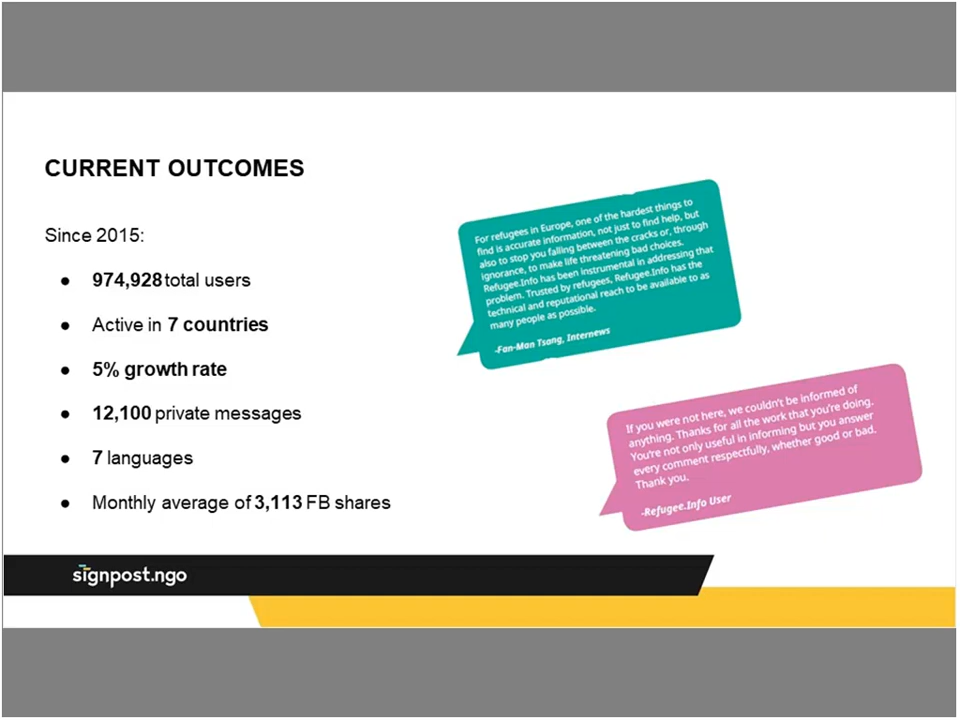 CURRENT OUTCOMES
Since 2015:
● 974,928 total users
● Active in 7 countries
● 5% growth rate
● 12,100 private messages
● 7 languages
● Monthly average of 3,113 FB shares
For refugees in Europe, one of the hardest things to
find is accurate information, not just to find help, but
also to stop you falling between the cracks or, through
ignorance, to make life threatening bad choices.
Refugee.Info has been instrumental in addressing that
problem. Trusted by refugees, Refugee.Info has the
technical and reputational reach to be available to as
many people as possible.
-Fan-Man Tsang, Internews
If you were not here, we couldn't be informed of
anything. Thanks for all the work that you're doing.
You're not only useful in informing but you answer
every comment respectfully, whether good or bad.
Thank you.
-Refugee.Info User
signpost.ngo